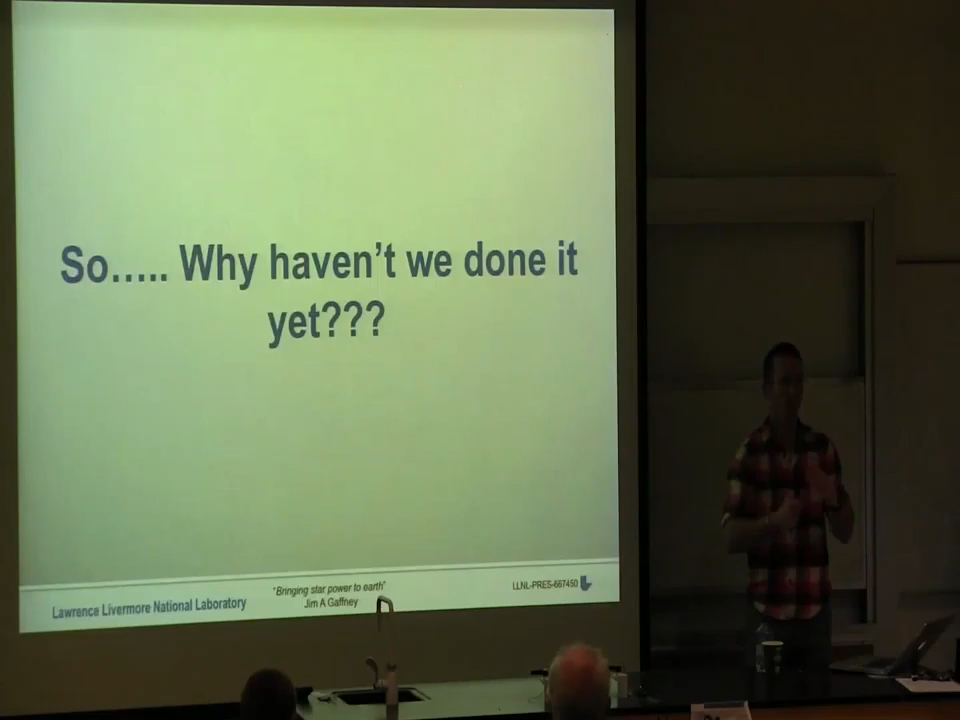 So..... Why haven't we done it
yet???
Lawrence Livermore National Laboratory
"Bringing star power to earth"
Jim A Gaffney
LLNL-PRES-667450